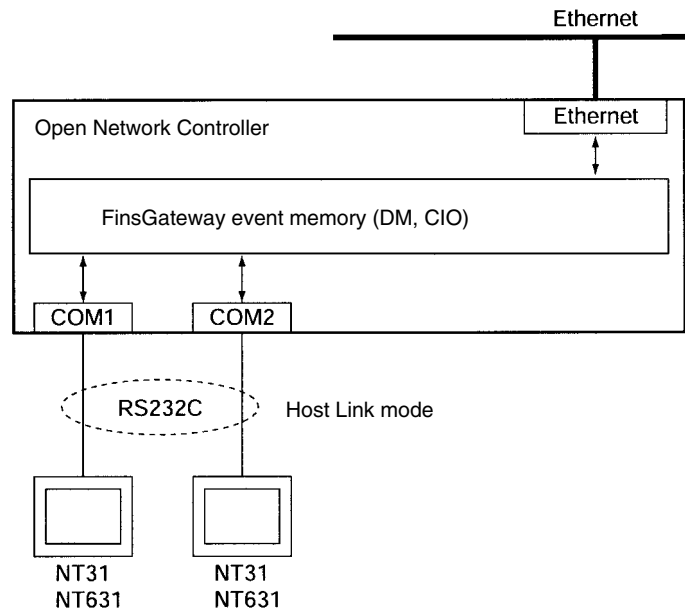 Ethernet
Ethernet
Open Network Controller
FinsGateway event memory (DM, CIO)
COM1
COM2
RS232C
Host Link mode
NT31
NT631
NT31
NT631